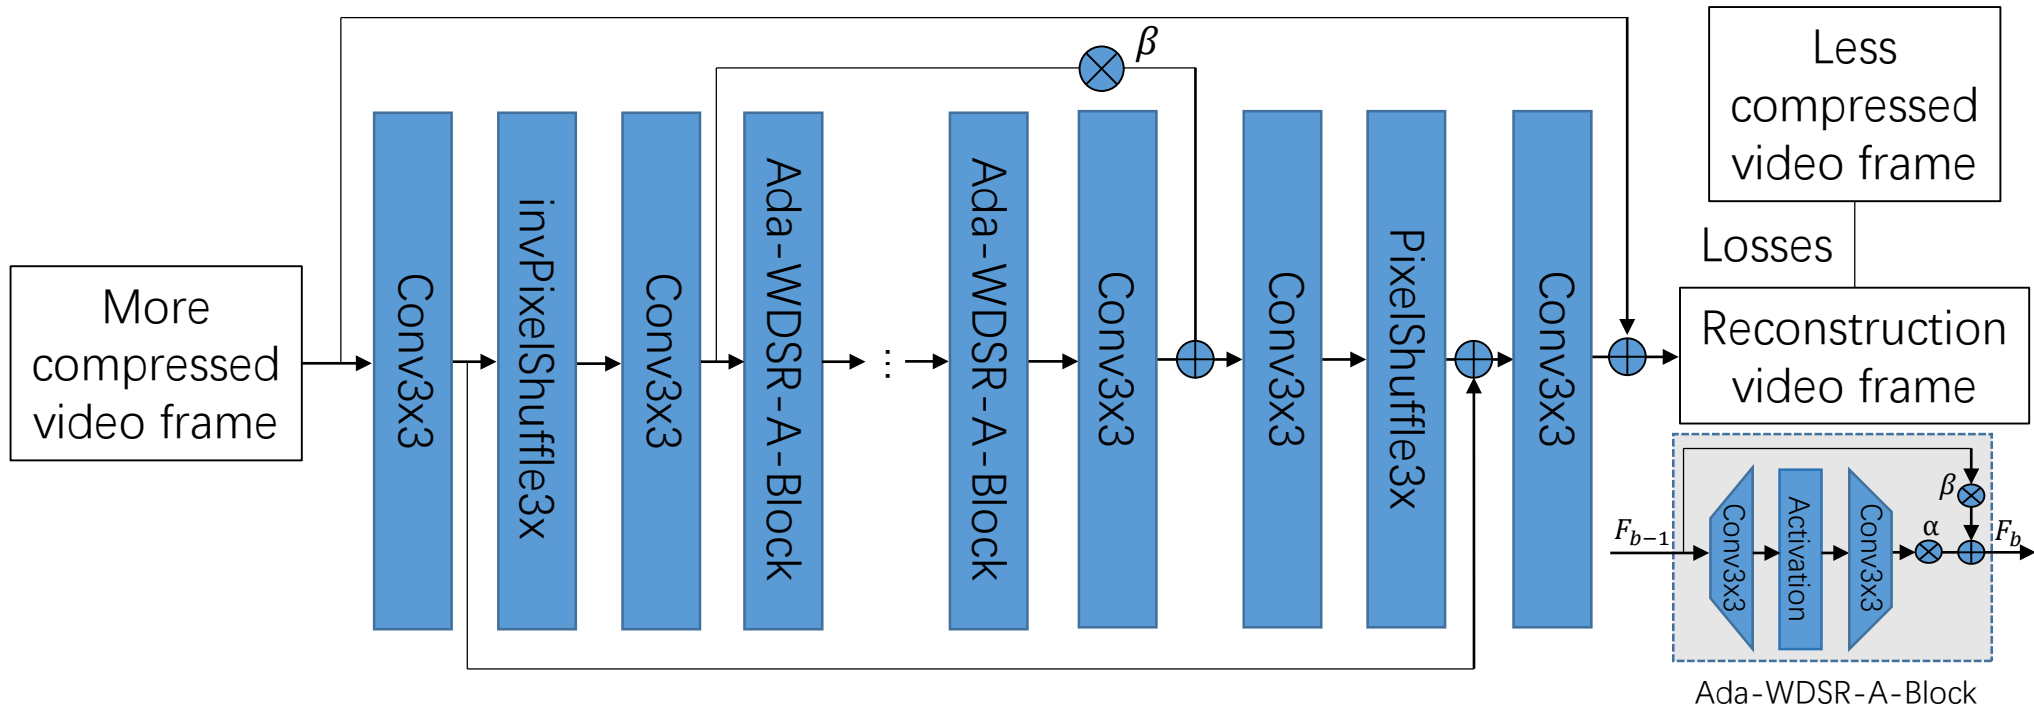 More
compressed
video frame
Conv3x3
invPixelShuffle3x
Conv3x3
Ada-WDSR-A-Block
...
Ada-WDSR-A-Block
Conv3x3
β
Conv3x3
PixelShuffle3x
Conv3x3
Less
compressed
video frame
Losses
Reconstruction
video frame
F_{b-1}
Conv3x3
Activation
Conv3x3
α
β
F_b
Ada-WDSR-A-Block